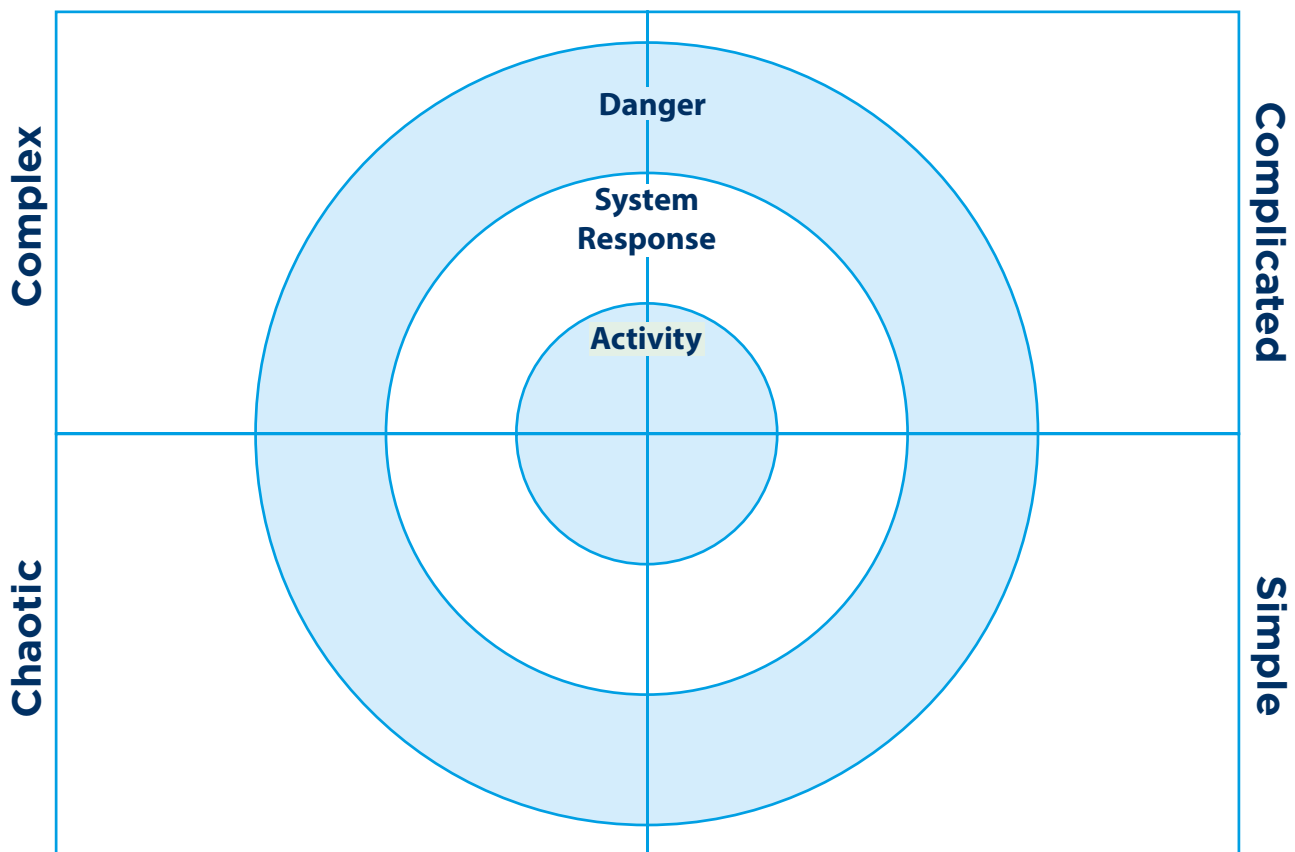 Danger
System
Response
Activity
Complex
Complicated
Chaotic
Simple